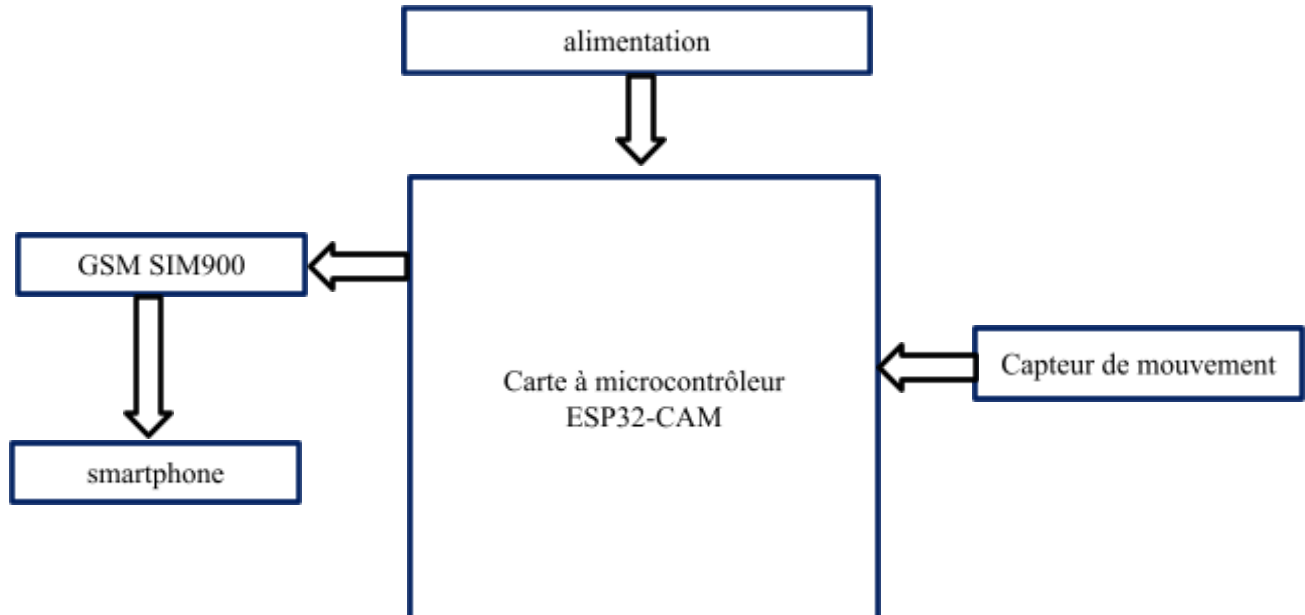 alimentation
GSM SIM900
Capteur de mouvement
Carte à microcontrôleur
ESP32-CAM
smartphone